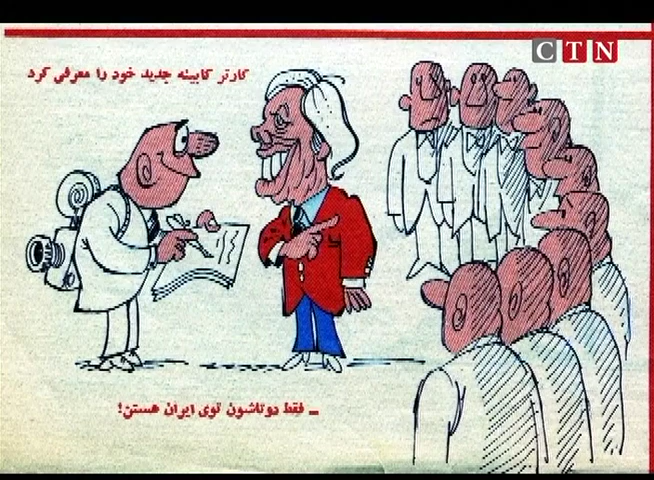 CTN
کارتر کابینه جدید خود را معرفی کرد
ـ فقط دوتاشون توی ایران هستن!